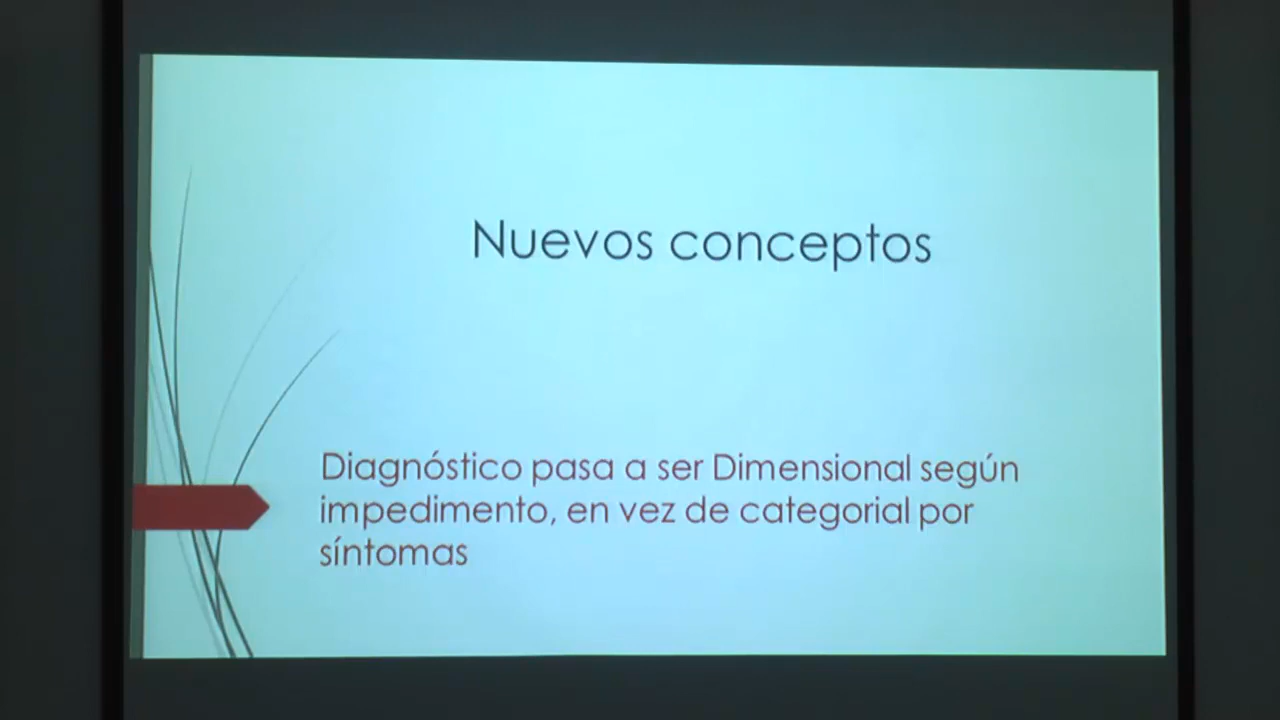 Nuevos conceptos
Diagnóstico pasa a ser Dimensional según
impedimento, en vez de categorial por
síntomas